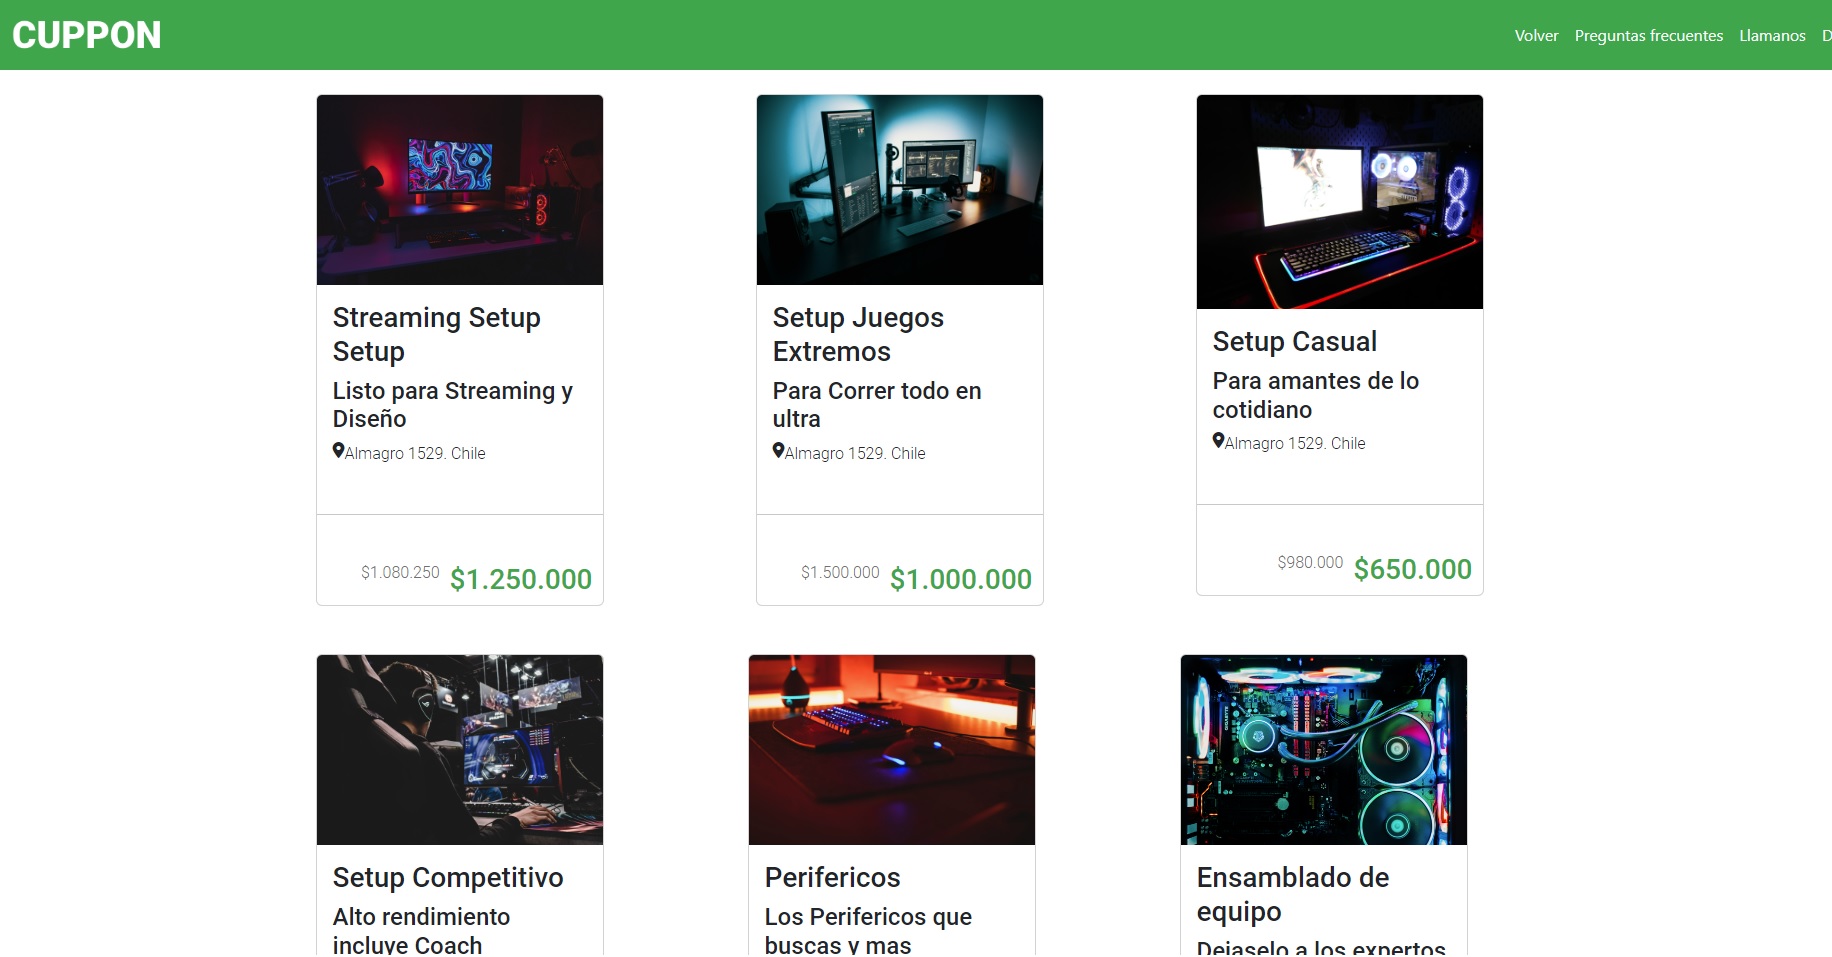 CUPPON
Volver Preguntas frecuentes Llamanos D
Streaming Setup
Setup
Listo para Streaming y
Diseño
Almagro 1529. Chile
$1.080.250 $1.250.000
Setup Juegos
Extremos
Para Correr todo en
ultra
Almagro 1529. Chile
$1.500.000 $1.000.000
Setup Casual
Para amantes de lo
cotidiano
Almagro 1529. Chile
$980.000 $650.000
Setup Competitivo
Alto rendimiento
incluye Coach
Perifericos
Los Perifericos que
buscas y mas
Ensamblado de
equipo
Dejaselo a los expertos